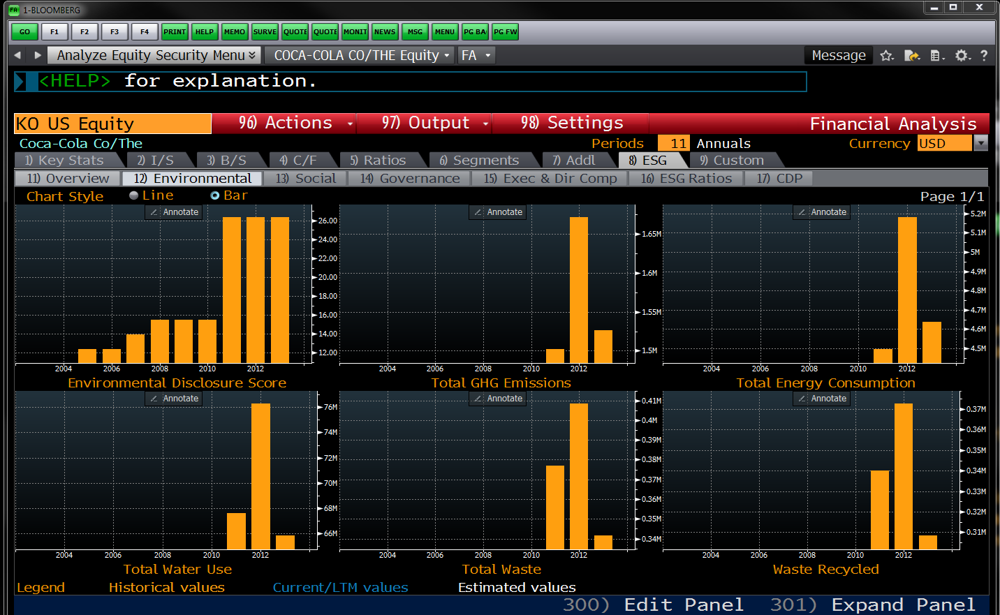 FA 1-BLOOMBERG
GO F1 F2 F3 F4 PRINT HELP MEMO SURVE QUOTE QUOTE MONIT NEWS MSG MENU PG BA PG FW
Analyze Equity Security Menu COCA-COLA CO/THE Equity FA Message ?
<HELP> for explanation.
KO US Equity 96) Actions 97) Output 98) Settings Financial Analysis
Coca-Cola Co/The Periods 11 Annuals Currency USD
1) Key Stats 2) I/S 3) B/S 4) C/F 5) Ratios 6) Segments 7) Addl 8) ESG 9) Custom
11) Overview 12) Environmental 13) Social 14) Governance 15) Exec & Dir Comp 16) ESG Ratios 17) CDP
Chart Style Line Bar Page 1/1
Annotate
26.00
24.00
22.00
20.00
18.00
16.00
14.00
12.00
2004 2006 2008 2010 2012
Environmental Disclosure Score
Annotate
1.65M
1.6M
1.55M
1.5M
2004 2006 2008 2010 2012
Total GHG Emissions
Annotate
5.2M
5.1M
5M
4.9M
4.8M
4.7M
4.6M
4.5M
2004 2006 2008 2010 2012
Total Energy Consumption
Annotate
76M
74M
72M
70M
68M
66M
2004 2006 2008 2010 2012
Total Water Use
Annotate
0.41M
0.4M
0.39M
0.38M
0.37M
0.36M
0.35M
0.34M
2004 2006 2008 2010 2012
Total Waste
Annotate
0.37M
0.36M
0.35M
0.34M
0.33M
0.32M
0.31M
2004 2006 2008 2010 2012
Waste Recycled
Legend Historical values Current/LTM values Estimated values
300) Edit Panel 301) Expand Panel